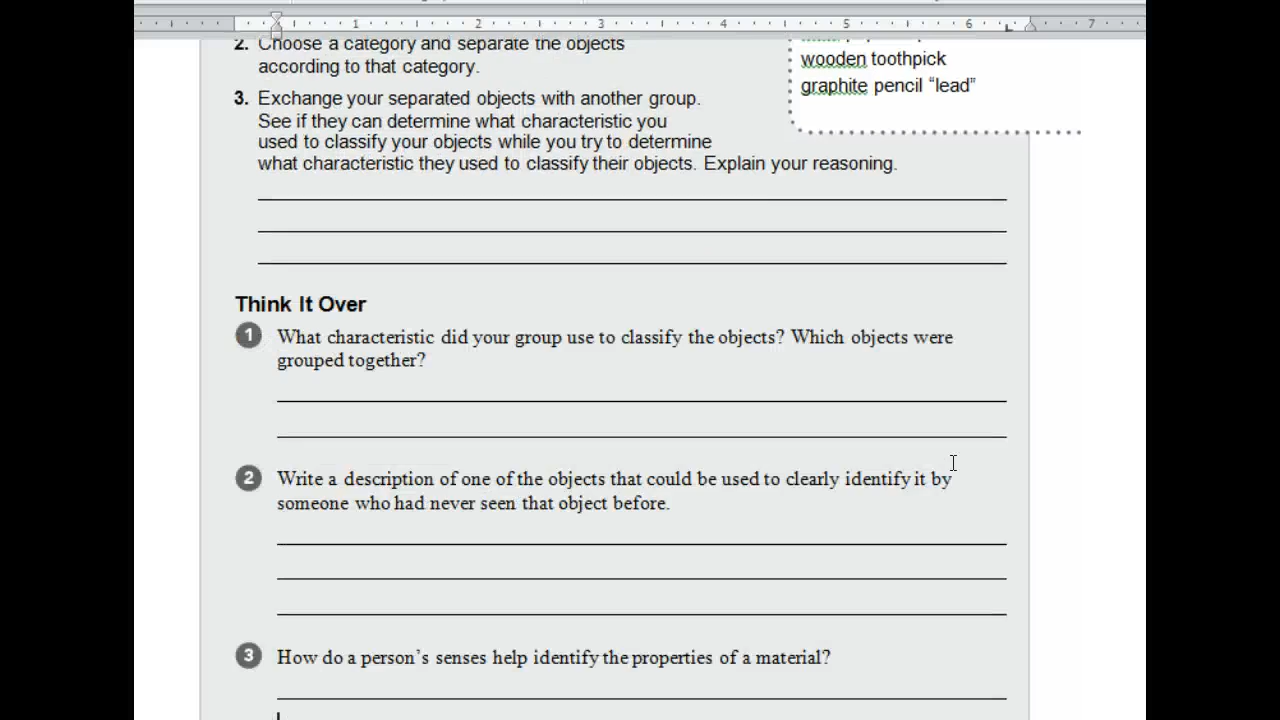 1 2 3 4 5 6 7
2. Choose a category and separate the objects
according to that category.
wooden toothpick
graphite pencil “lead”
3. Exchange your separated objects with another group.
See if they can determine what characteristic you
used to classify your objects while you try to determine
what characteristic they used to classify their objects. Explain your reasoning.
Think It Over
1 What characteristic did your group use to classify the objects? Which objects were
grouped together?
2 Write a description of one of the objects that could be used to clearly identify it by
someone who had never seen that object before.
3 How do a person’s senses help identify the properties of a material?